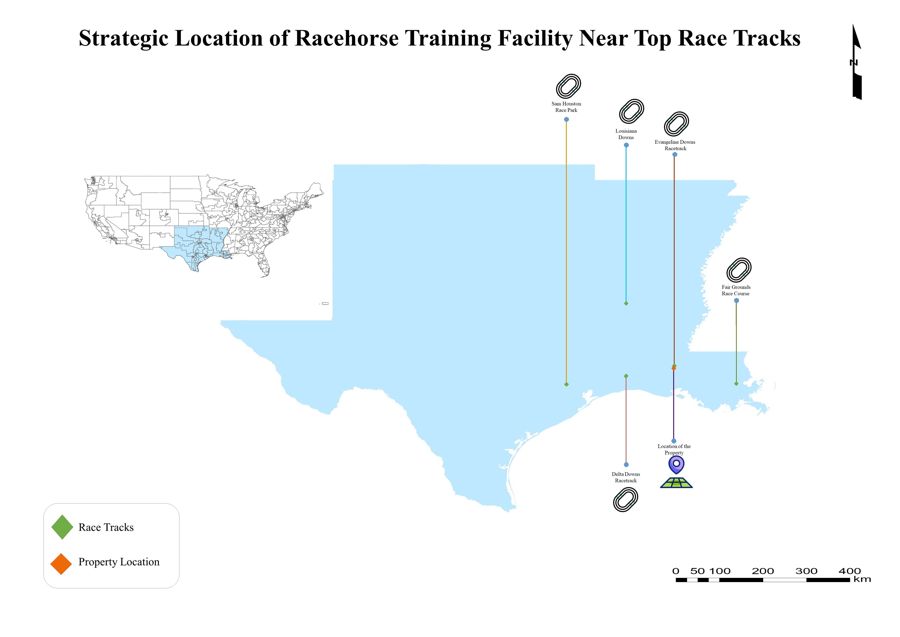 Strategic Location of Racehorse Training Facility Near Top Race Tracks
N
Sam Houston
Race Park
Louisiana
Downs
Evangeline Downs
Racetrack
Fair Grounds
Race Course
Location of the
Property
Delta Downs
Racetrack
Race Tracks
Property Location
0 50 100 200 300 400
km